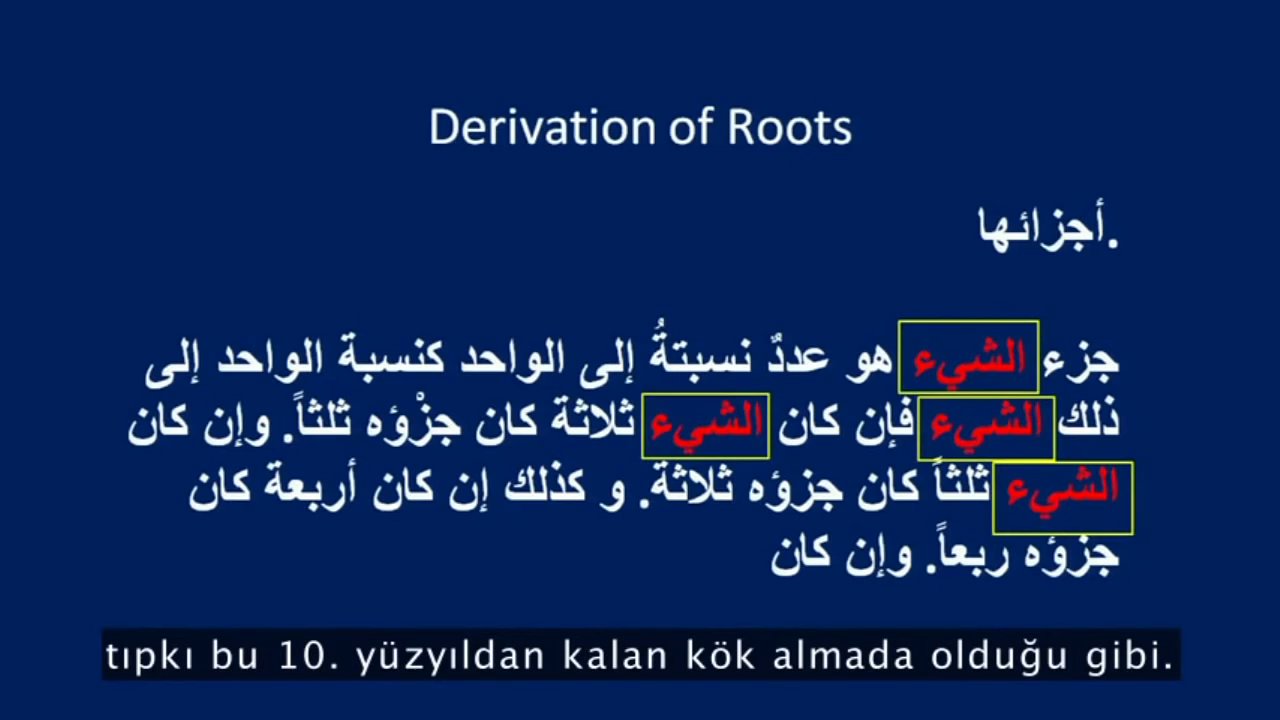 Derivation of Roots
أجزائها.
جزء الشيء هو عددٌ نسبتةُ إلى الواحد كنسبة الواحد إلى
ذلك الشيء فإن كان الشيء ثلاثة كان جزْؤه ثلثاً. وإن كان
الشيء ثلثاً كان جزؤه ثلاثة. و كذلك إن كان أربعة كان
جزؤه ربعاً. وإن كان
tıpkı bu 10. yüzyıldan kalan kök almada olduğu gibi.